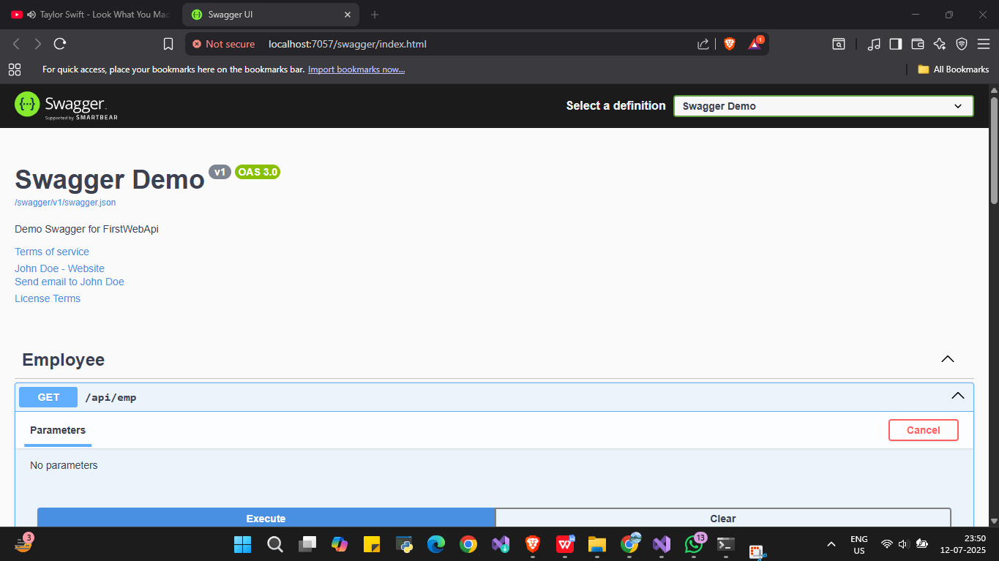 Taylor Swift - Look What You Mad
Swagger UI
Not secure
localhost:7057/swagger/index.html
1
For quick access, place your bookmarks here on the bookmarks bar. Import bookmarks now...
All Bookmarks
{···} Swagger
Supported by SMARTBEAR
Select a definition
Swagger Demo
Swagger Demo v1 OAS 3.0
/swagger/v1/swagger.json
Demo Swagger for FirstWebApi
Terms of service
John Doe - Website
Send email to John Doe
License Terms
Employee
GET /api/emp
Parameters
Cancel
No parameters
Execute
Clear
3
W
13
ENG
US
23:50
12-07-2025